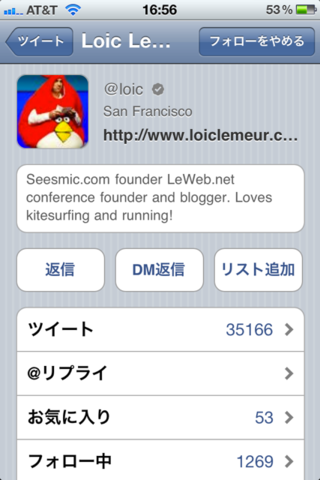 AT&T 16:56 53%
ツイート Loic Le... フォローをやめる
@loic
San Francisco
http://www.loiclemeur.c...
Seesmic.com founder LeWeb.net
conference founder and blogger. Loves
kitesurfing and running!
返信 DM返信 リスト追加
ツイート 35166
@リプライ
お気に入り 53
フォロー中 1269